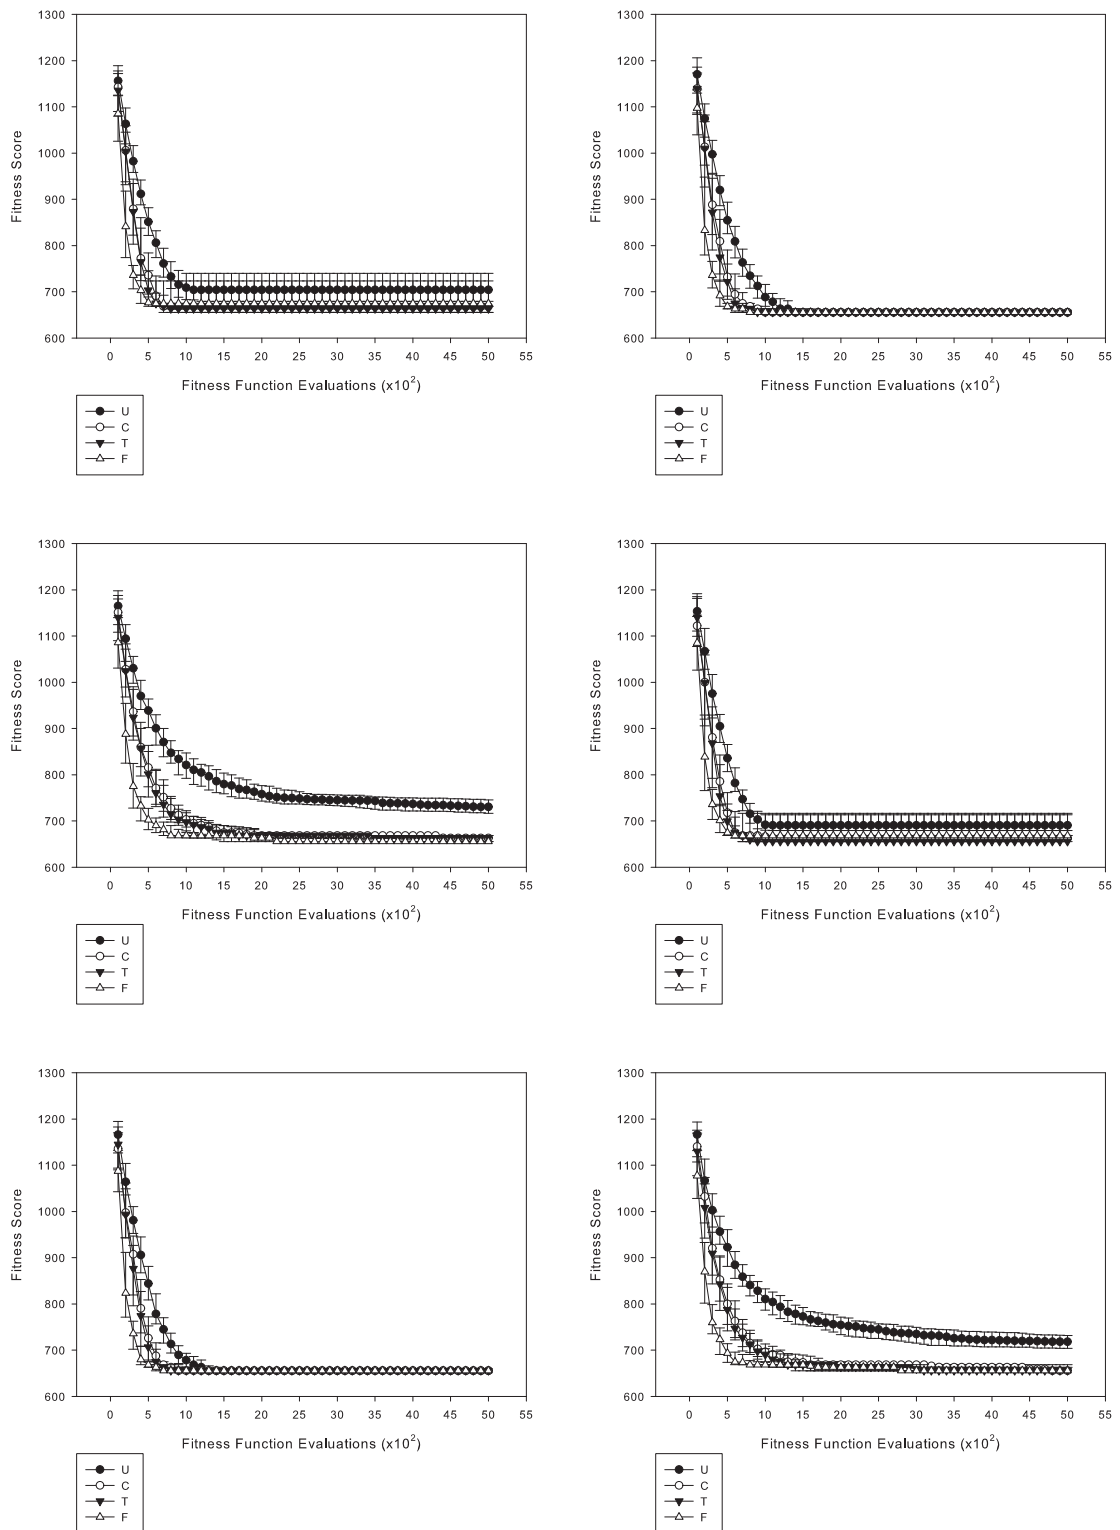 1300 1300
1200 1200
1100 1100
1000 1000
Fitness Score Fitness Score
900 900
800 800
700 700
600 600
0 5 10 15 20 25 30 35 40 45 50 55 0 5 10 15 20 25 30 35 40 45 50 55
Fitness Function Evaluations (x10²) Fitness Function Evaluations (x10²)
U U
C C
T T
F F
1300 1300
1200 1200
1100 1100
1000 1000
Fitness Score Fitness Score
900 900
800 800
700 700
600 600
0 5 10 15 20 25 30 35 40 45 50 55 0 5 10 15 20 25 30 35 40 45 50 55
Fitness Function Evaluations (x10²) Fitness Function Evaluations (x10²)
U U
C C
T T
F F
1300 1300
1200 1200
1100 1100
1000 1000
Fitness Score Fitness Score
900 900
800 800
700 700
600 600
0 5 10 15 20 25 30 35 40 45 50 55 0 5 10 15 20 25 30 35 40 45 50 55
Fitness Function Evaluations (x10²) Fitness Function Evaluations (x10²)
U U
C C
T T
F F